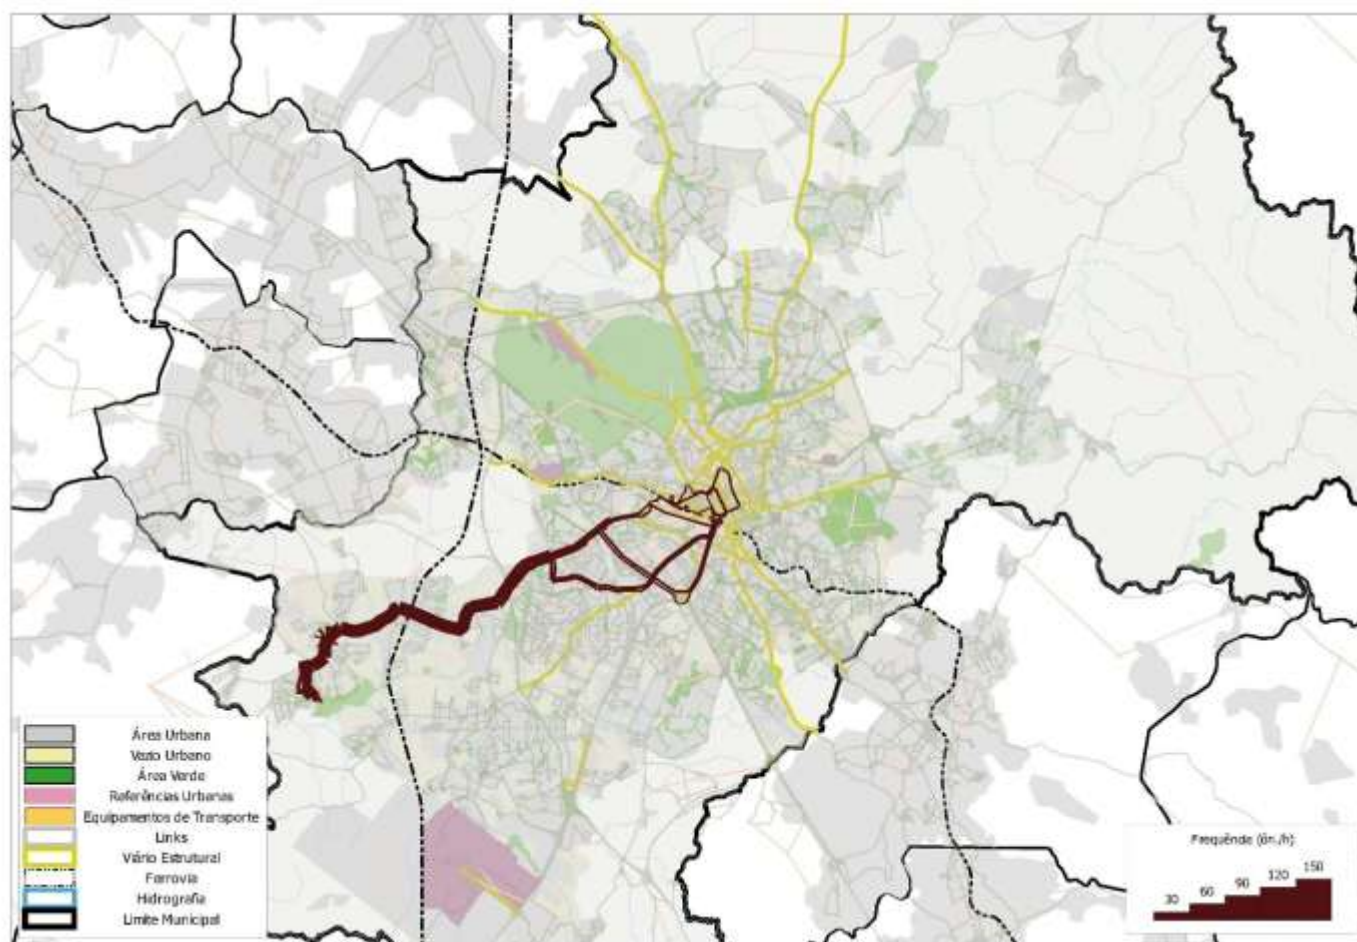 Área Urbana
Vazio Urbano
Área Verde
Referências Urbanas
Equipamentos de Transporte
Links
Viário Estrutural
Ferrovia
Hidrografia
Limite Municipal
Frequência (ôn./h)
30 60 90 120 150